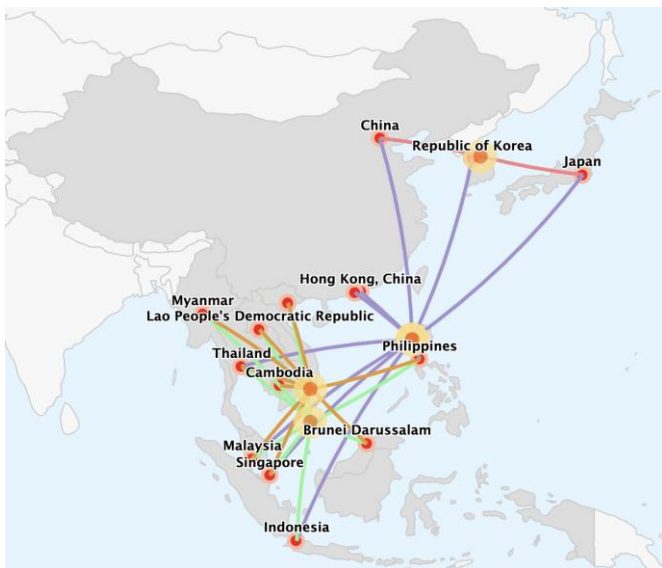 China
Republic of Korea
Japan
Hong Kong, China
Myanmar
Lao People's Democratic Republic
Thailand
Philippines
Cambodia
Brunei Darussalam
Malaysia
Singapore
Indonesia